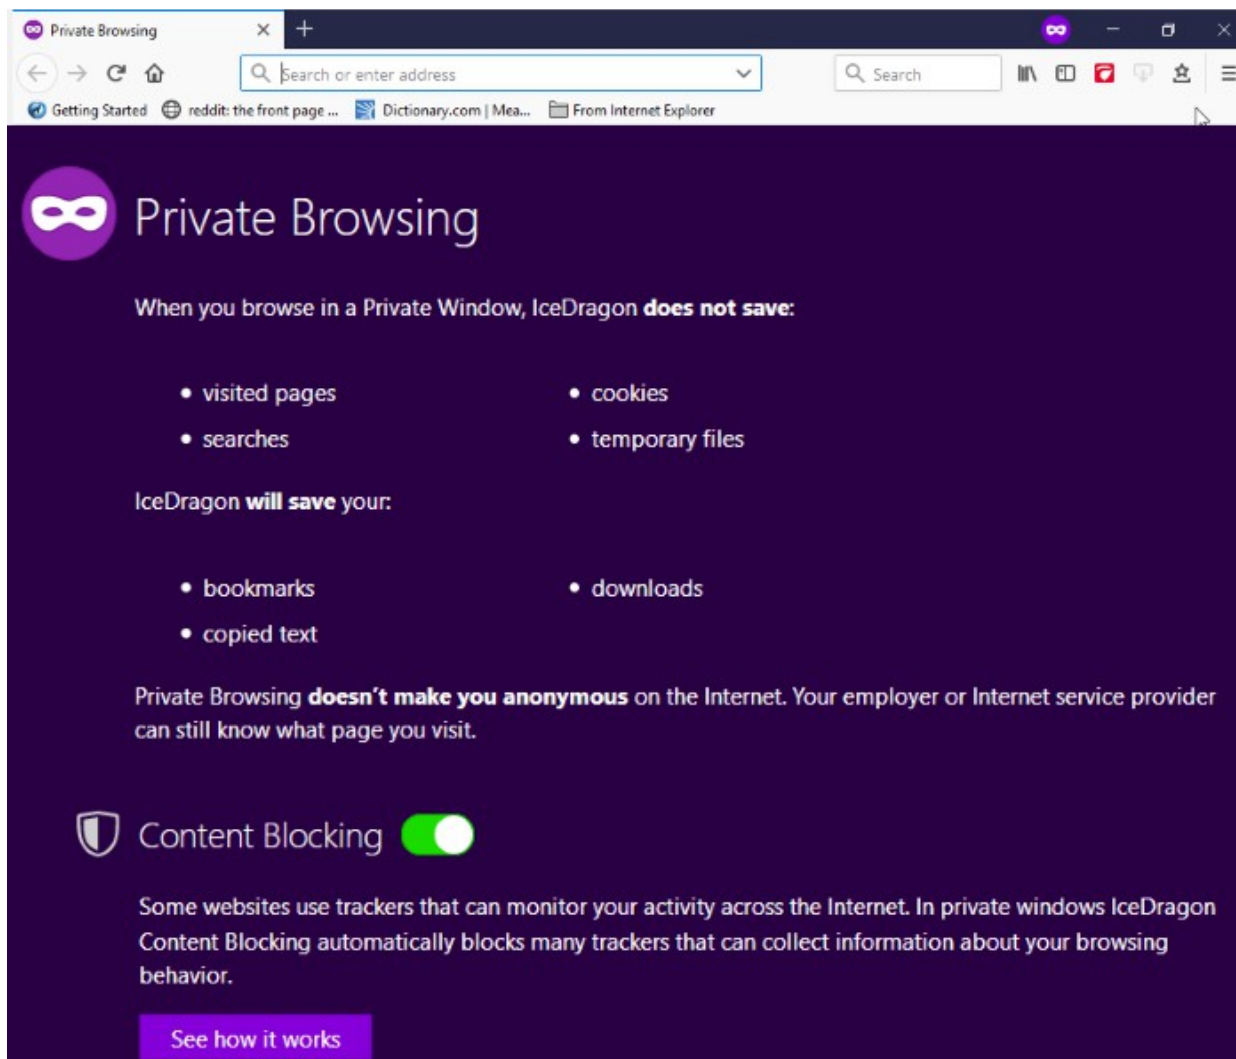 Private Browsing
Search or enter address
Search
Getting Started reddit: the front page ... Dictionary.com | Mea... From Internet Explorer
Private Browsing
When you browse in a Private Window, IceDragon does not save:
• visited pages • cookies
• searches • temporary files
IceDragon will save your:
• bookmarks • downloads
• copied text
Private Browsing doesn't make you anonymous on the Internet. Your employer or Internet service provider
can still know what page you visit.
Content Blocking
Some websites use trackers that can monitor your activity across the Internet. In private windows IceDragon
Content Blocking automatically blocks many trackers that can collect information about your browsing
behavior.
See how it works